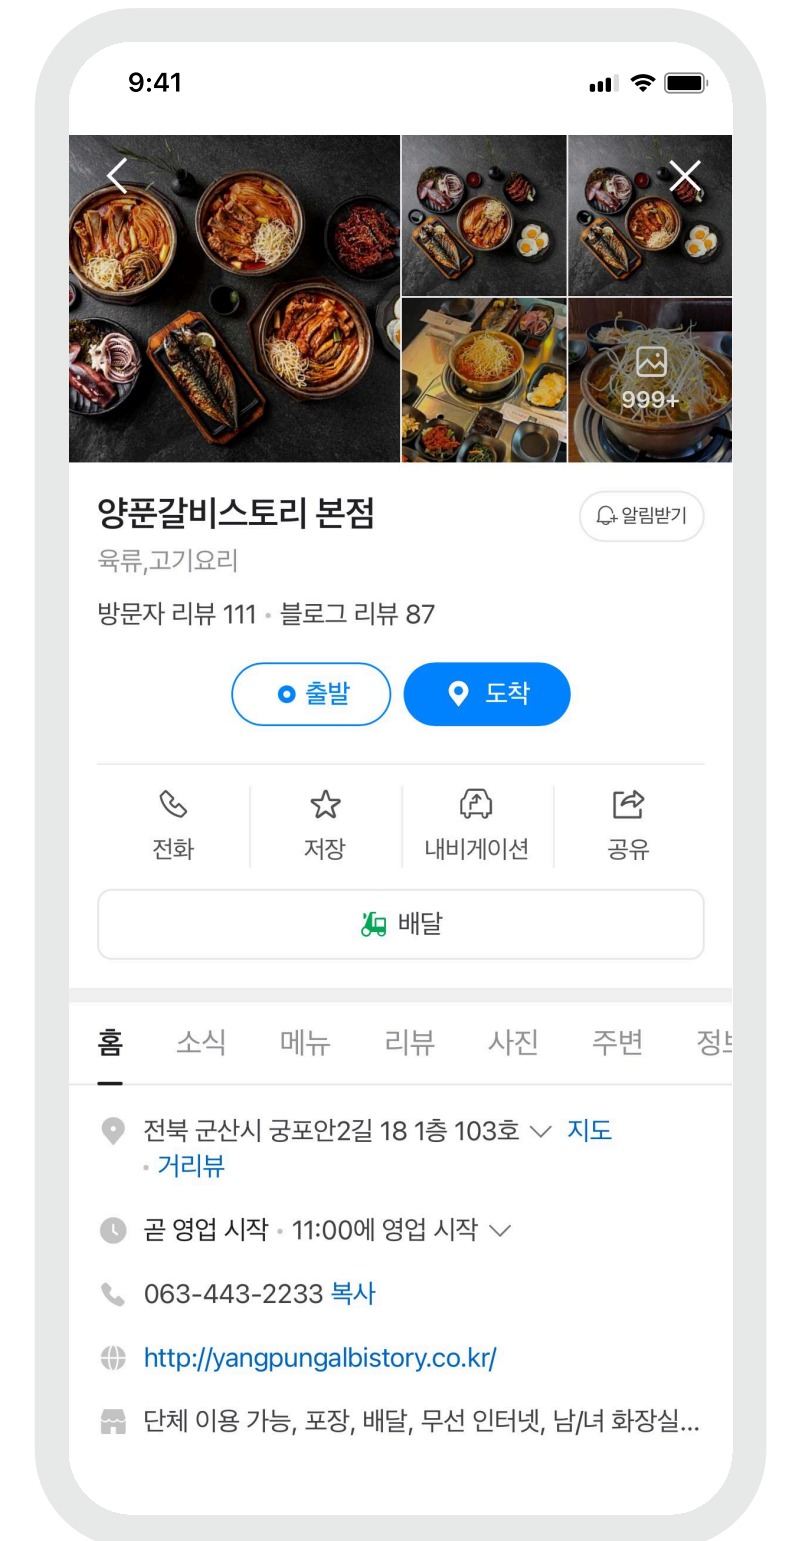 9:41
999+
양푼갈비스토리 본점
알림받기
육류,고기요리
방문자 리뷰 111 • 블로그 리뷰 87
출발
도착
전화
저장
내비게이션
공유
배달
홈 소식 메뉴 리뷰 사진 주변 정보
전북 군산시 궁포안2길 18 1층 103호 지도
• 거리뷰
곧 영업 시작 • 11:00에 영업 시작
063-443-2233 복사
http://yangpungalbistory.co.kr/
단체 이용 가능, 포장, 배달, 무선 인터넷, 남/녀 화장실...